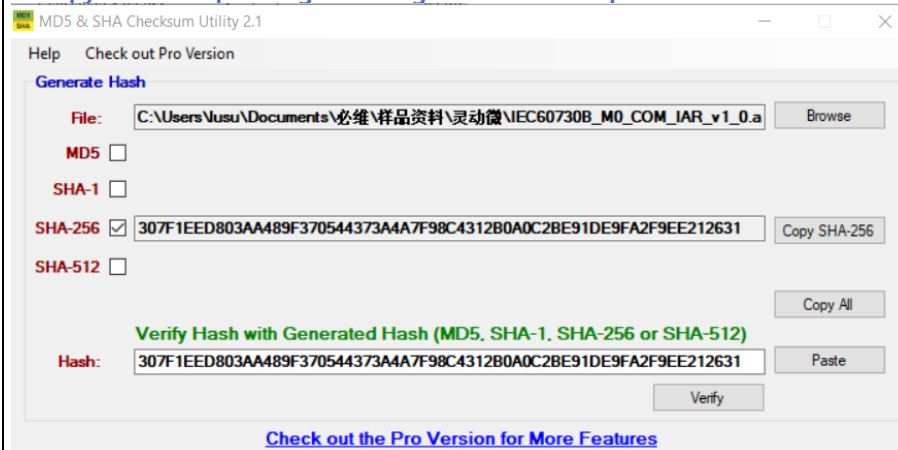 MD5 & SHA Checksum Utility 2.1
Help Check out Pro Version
Generate Hash
File: C:\Users\lusu\Documents\必维\样品资料\灵动微\IEC60730B_M0_COM_IAR_v1_0.a Browse
MD5
SHA-1
SHA-256 307F1EED803AA489F370544373A4A7F98C4312B0A0C2BE91DE9FA2F9EE212631 Copy SHA-256
SHA-512
Copy All
Verify Hash with Generated Hash (MD5, SHA-1, SHA-256 or SHA-512)
Hash: 307F1EED803AA489F370544373A4A7F98C4312B0A0C2BE91DE9FA2F9EE212631 Paste
Verify
Check out the Pro Version for More Features